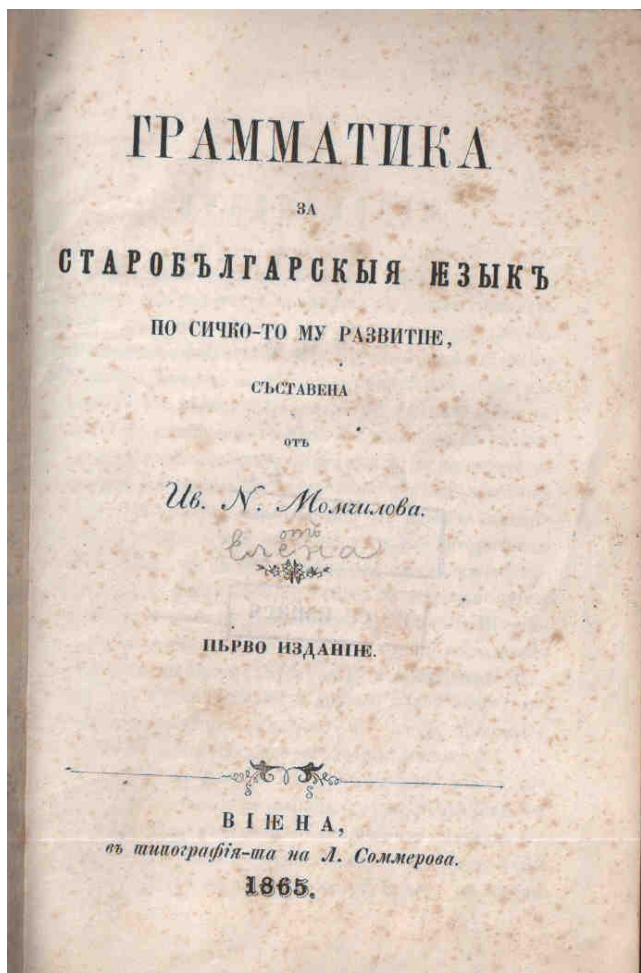 ГРАММАТИКА
ЗА
СТАРОБЪЛГАРСКЫЯ ѬЗЫКЪ
ПО СИЧКО-ТО МУ РАЗВИТІѤ,
СЪСТАВЕНА
отъ
Ив. N. Момчилова.
отъ
Елена
ПЬРВО ИЗДАНІѤ.
ВІѤНА,
въ типографія-та на Л. Соммерова.
1865.